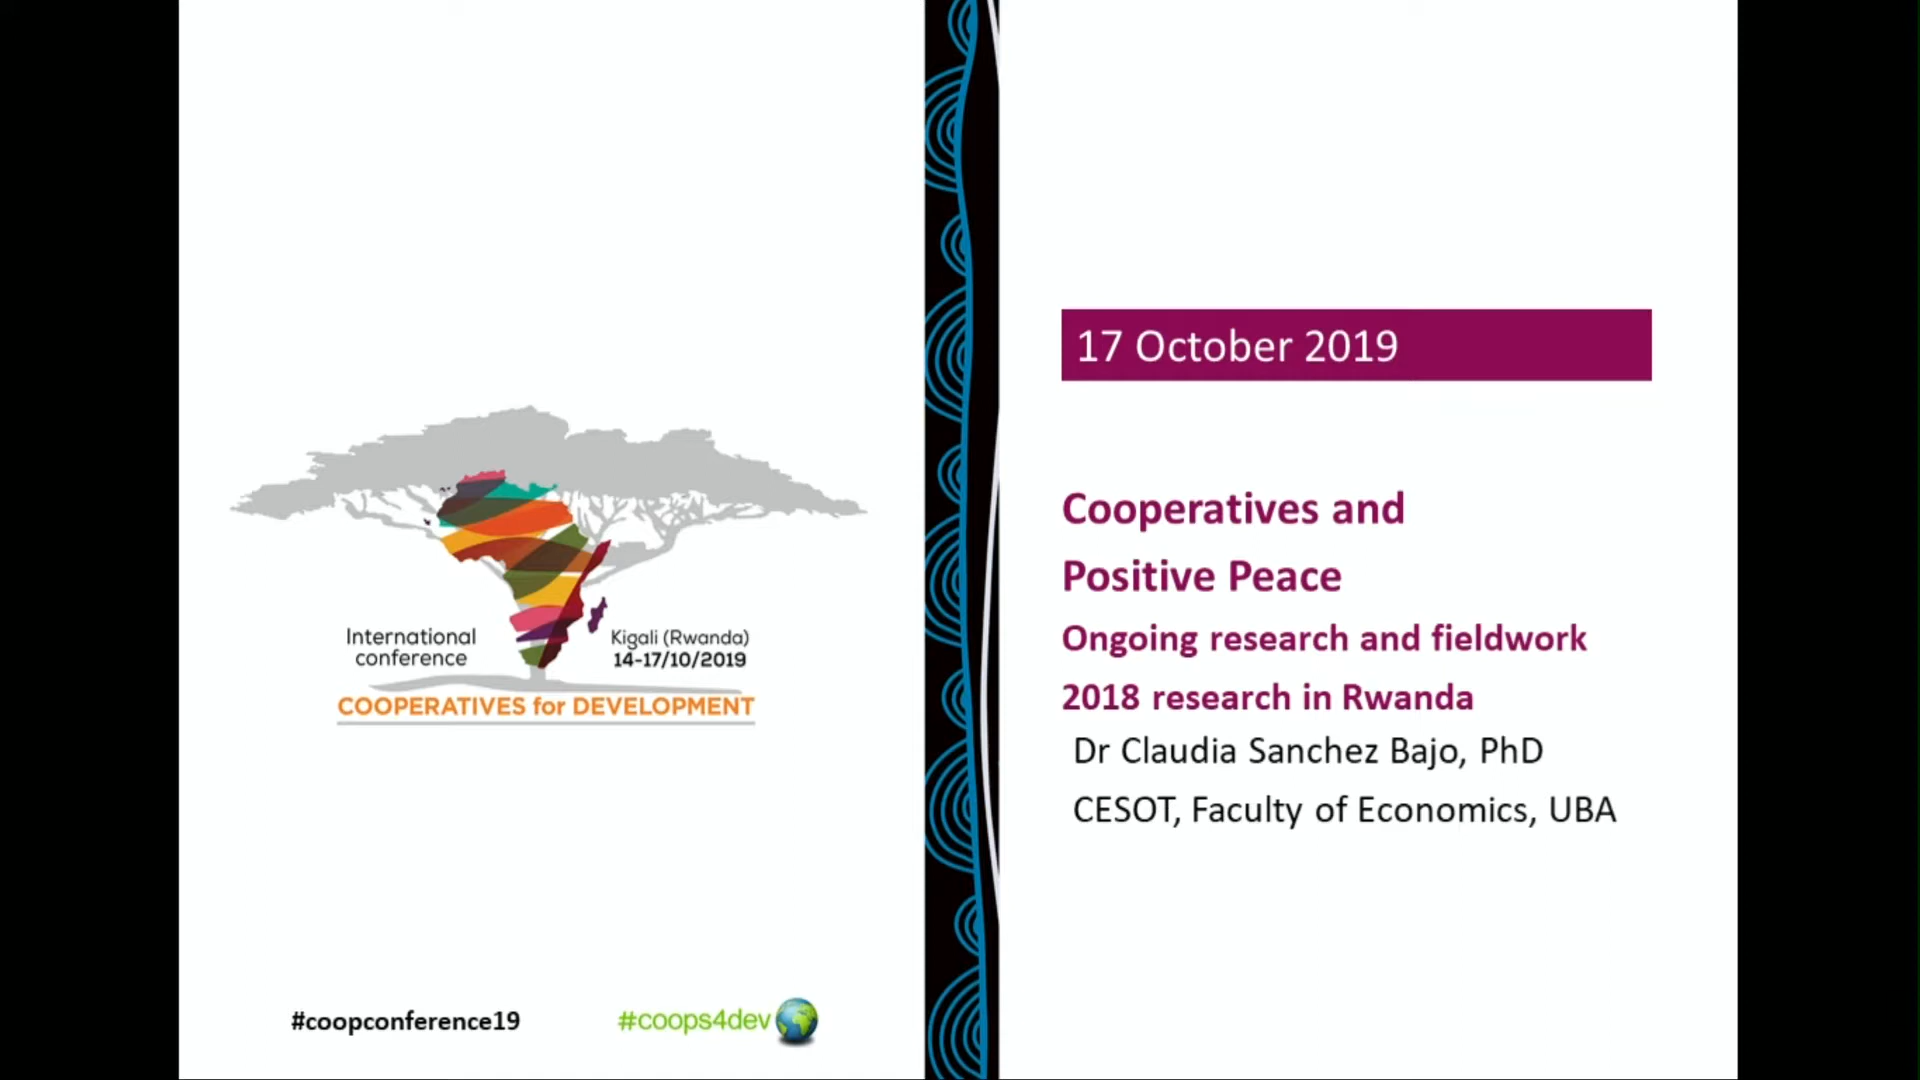 International
conference
Kigali (Rwanda)
14-17/10/2019
COOPERATIVES for DEVELOPMENT
#coopconference19
#coops4dev
17 October 2019
Cooperatives and
Positive Peace
Ongoing research and fieldwork
2018 research in Rwanda
Dr Claudia Sanchez Bajo, PhD
CESOT, Faculty of Economics, UBA